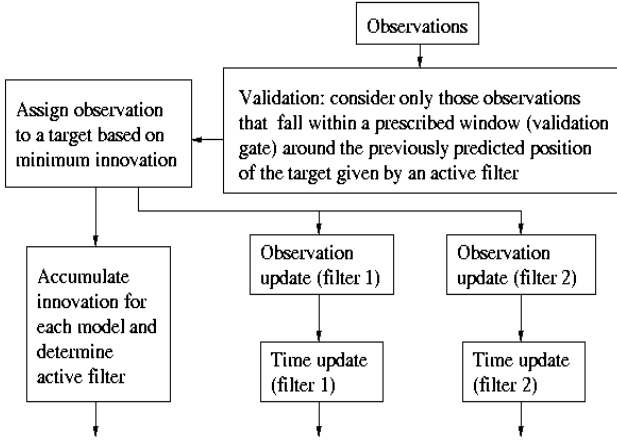 Observations
Validation: consider only those observations
that fall within a prescribed window (validation
gate) around the previously predicted position
of the target given by an active filter
Assign observation
to a target based on
minimum innovation
Accumulate
innovation for
each model and
determine
active filter
Observation
update (filter 1)
Observation
update (filter 2)
Time update
(filter 1)
Time update
(filter 2)